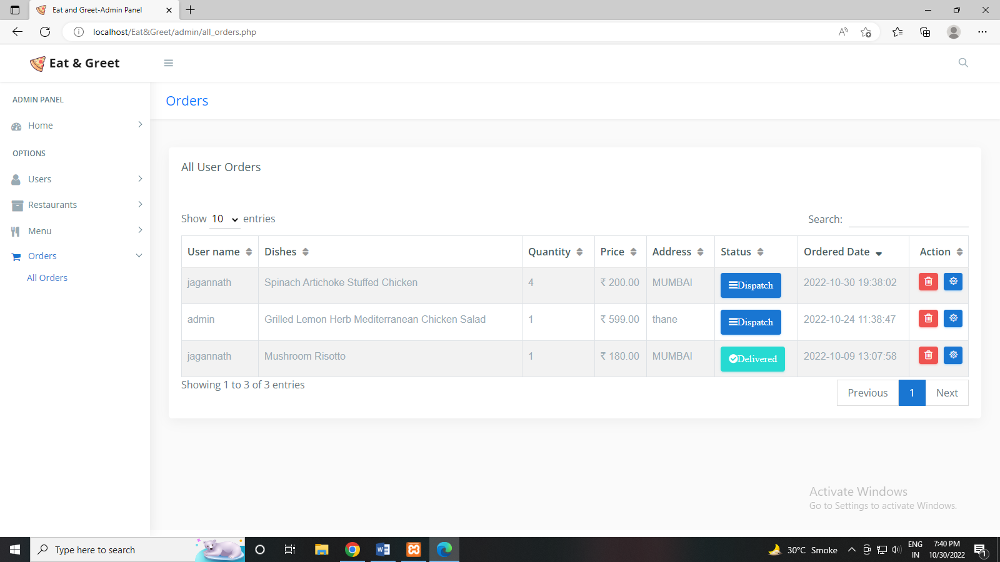 Eat and Greet-Admin Panel
localhost/Eat&Greet/admin/all_orders.php
Eat & Greet
ADMIN PANEL
Home
OPTIONS
Users
Restaurants
Menu
Orders
All Orders
Orders
All User Orders
Show 10 entries
Search:
User name Dishes Quantity Price Address Status Ordered Date Action
jagannath Spinach Artichoke Stuffed Chicken 4 ₹ 200.00 MUMBAI Dispatch 2022-10-30 19:38:02
admin Grilled Lemon Herb Mediterranean Chicken Salad 1 ₹ 599.00 thane Dispatch 2022-10-24 11:38:47
jagannath Mushroom Risotto 1 ₹ 180.00 MUMBAI Delivered 2022-10-09 13:07:58
Showing 1 to 3 of 3 entries
Previous 1 Next
Activate Windows
Go to Settings to activate Windows.
Type here to search
30°C Smoke
ENG
IN
7:40 PM
10/30/2022
1